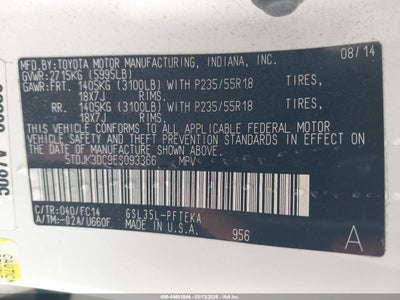 MFD.BY:TOYOTA MOTOR MANUFACTURING, INDIANA, INC. 08/14
GVWR:2715KG (5995LB)
GAWR:FRT. 1405KG (3100LB) WITH P235/55R18 TIRES,
18X7J RIMS.
RR. 1405KG (3100LB) WITH P235/55R18 TIRES,
18X7J RIMS.
THIS VEHICLE CONFORMS TO ALL APPLICABLE FEDERAL MOTOR
VEHICLE SAFETY, BUMPER AND THEFT PREVENTION STANDARDS
IN EFFECT ON THE DATE OF MANUFACTURE SHOWN ABOVE.
5TDJK3DC9ES093366 MPV
C/TR:040/FC14 GSL35L-PFTEKA
A/TM:-02A/U660F
MADE IN U.S.A. 956 A